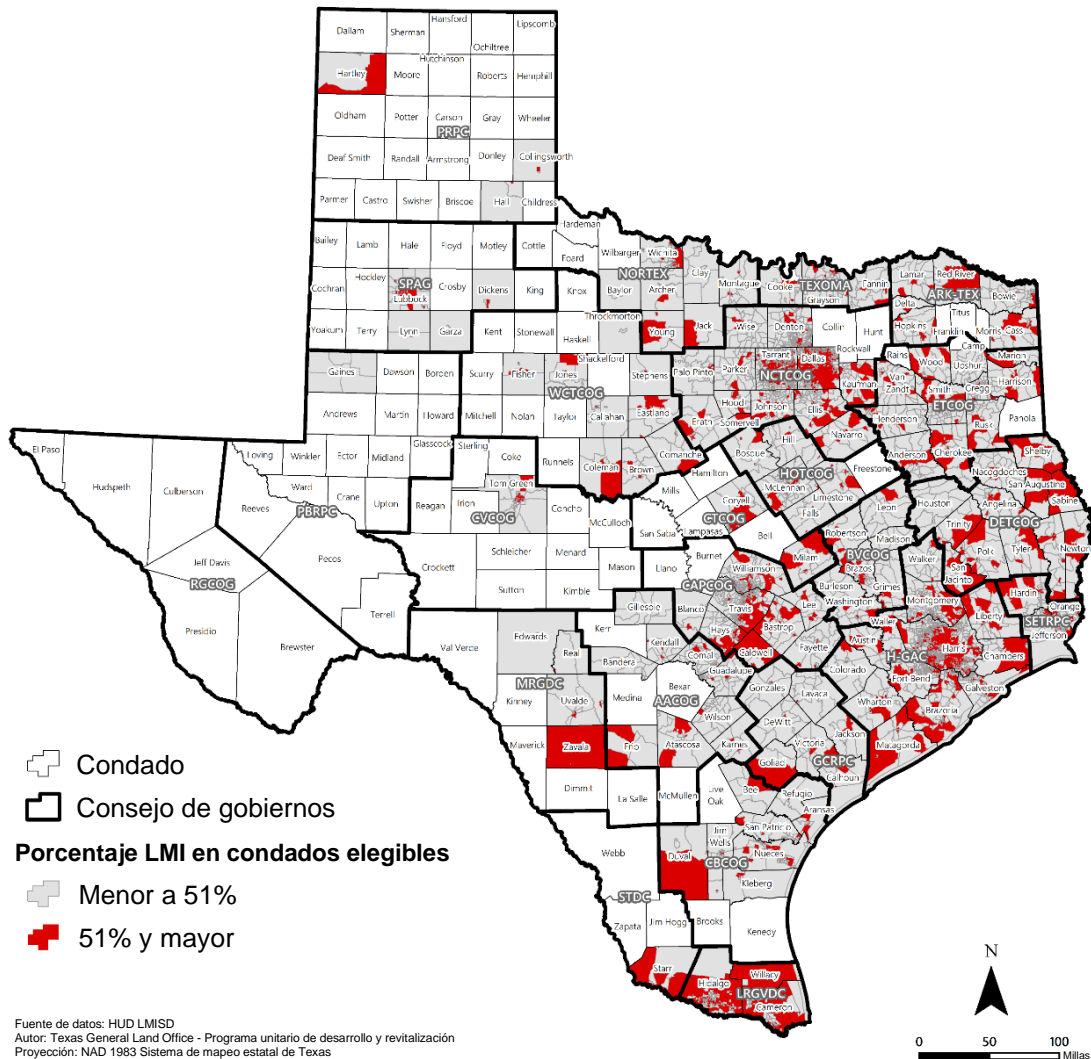 Dallam Sherman Hansford Ochiltree Lipscomb
Hartley Moore Hutchinson Roberts Hemphill
Oldham Potter Carson Gray Wheeler
PRPC
Deaf Smith Randall Armstrong Donley Collingsworth
Parmer Castro Swisher Briscoe Hall Childress
Hardeman
Bailey Lamb Hale Floyd Motley Cottle Foard Wilbarger Wichita Clay
NORTEX
Montague Cooke Grayson Fannin Lamar Red River Bowie
TEXOMA
ARK-TEX
Cochran Hockley Lubbock Crosby Dickens King Knox Baylor Archer
SPAG
Delta Hopkins Franklin Titus Morris Cass
Yoakum Terry Lynn Garza Kent Stonewall Haskell Throckmorton Young Jack Wise Denton Collin Hunt
Rockwall Rains Wood Camp Upshur Marion
Gaines Dawson Borden Scurry Fisher Jones Shackelford Stephens Palo Pinto Parker Tarrant Dallas Kaufman Van Zandt Smith Gregg Harrison
WCTCOG
NCTCOG
ETCOG
Andrews Martin Howard Mitchell Nolan Taylor Callahan Eastland Erath Hood Somervell Johnson Ellis Navarro Henderson Rusk Panola
El Paso Hudspeth Culberson Loving Winkler Ector Midland Glasscock Sterling Coke Runnels Coleman Brown Comanche Hamilton Bosque Hill Freestone Anderson Cherokee Shelby
HOTCOG
Nacogdoches San Augustine Sabine
Reeves Ward Crane Upton Reagan Irion Tom Green Concho McCulloch Mills Coryell McLennan Limestone Falls Leon Houston Angelina
PBRPC
CVCOG
CTCOG
DETCOG
San Saba Lampasas Bell Robertson Madison Trinity Polk Tyler Newton
BVCOG
Jeff Davis Pecos Crockett Schleicher Menard Mason Llano Burnet Williamson Milam Brazos Burleson Grimes Walker San Jacinto
RGCOG
CAPCOG
Presidio Brewster Terrell Sutton Kimble Gillespie Blanco Travis Lee Washington Montgomery Liberty Hardin Orange
SETRPG
Jefferson
Val Verde Edwards Real Kerr Kendall Hays Bastrop Caldwell Fayette Austin Waller Harris Chambers
H-GAC
Bandera Comal Guadalupe Colorado Fort Bend Galveston
MRGDC
Kinney Uvalde Medina Bexar Gonzales Lavaca Wharton Brazoria
AACOG
Wilson DeWitt Jackson Matagorda
Maverick Zavala Frio Atascosa Karnes Victoria
Goliad Calhoun
GCRPC
Dimmit La Salle McMullen Live Oak Bee Refugio Aransas
Webb Duval Jim Wells San Patricio Nueces
CBCOG
Kleberg
STDC
Zapata Jim Hogg Brooks Kenedy
Starr Hidalgo Willacy
LRGVDC
Cameron
Condado
Consejo de gobiernos
Porcentaje LMI en condados elegibles
Menor a 51%
51% y mayor
N
Fuente de datos: HUD LMISD
Autor: Texas General Land Office - Programa unitario de desarrollo y revitalización
Proyección: NAD 1983 Sistema de mapeo estatal de Texas
0 50 100
Millas